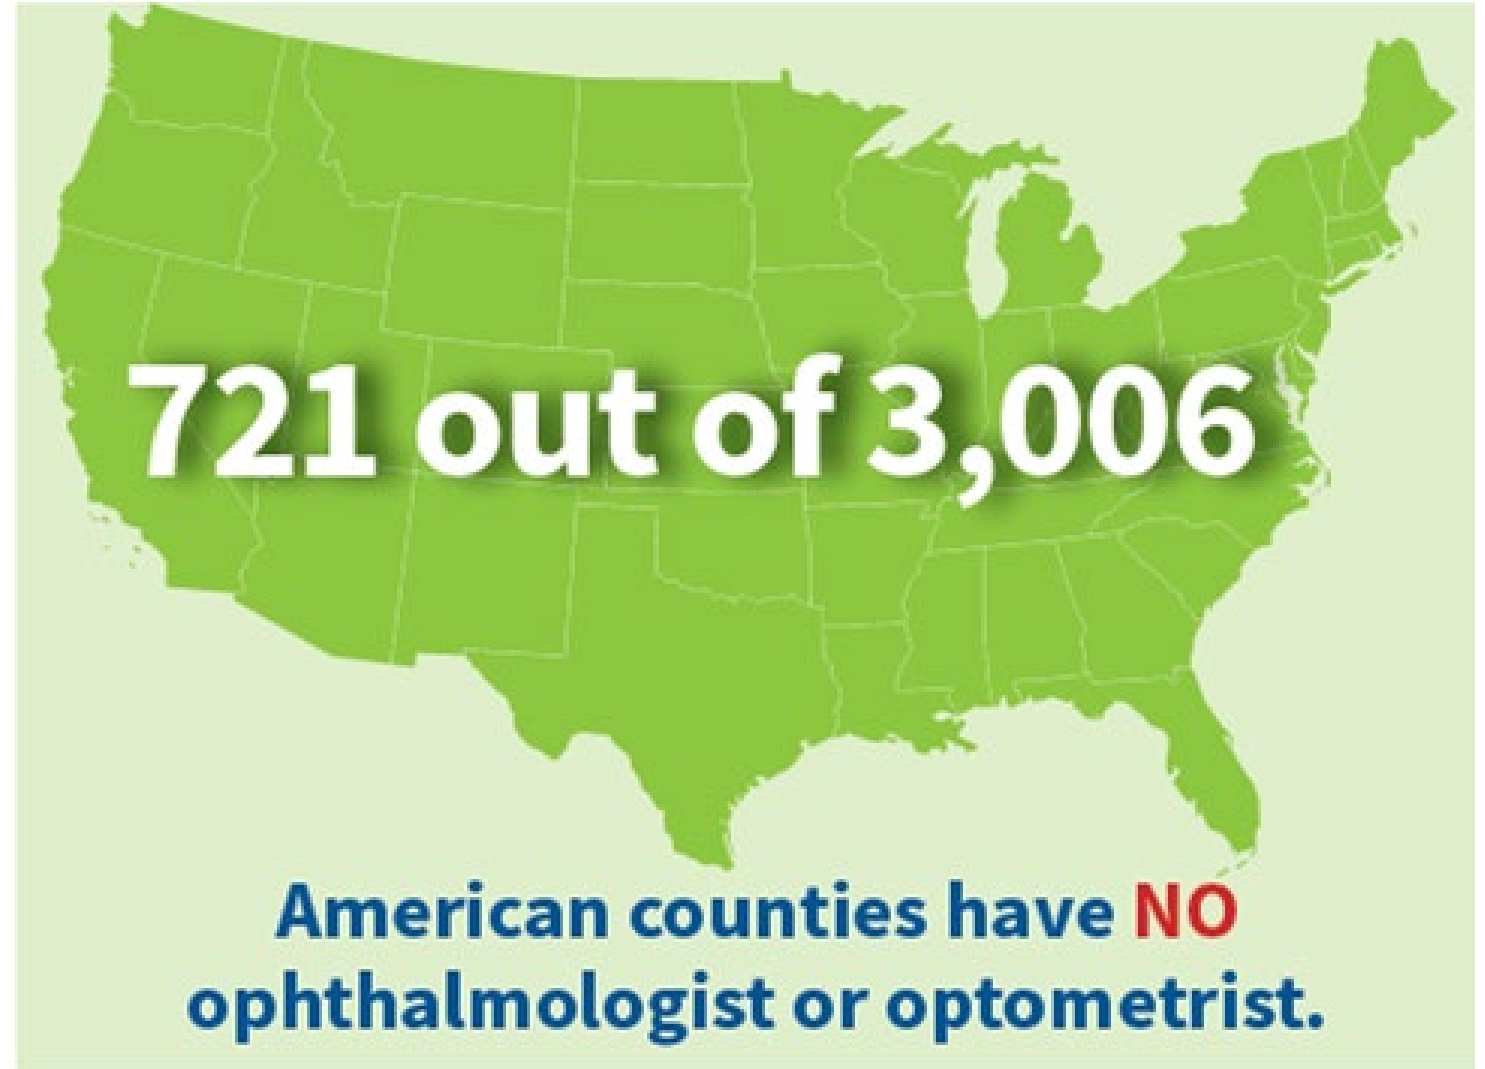 721 out of 3,006
American counties have NO
ophthalmologist or optometrist.